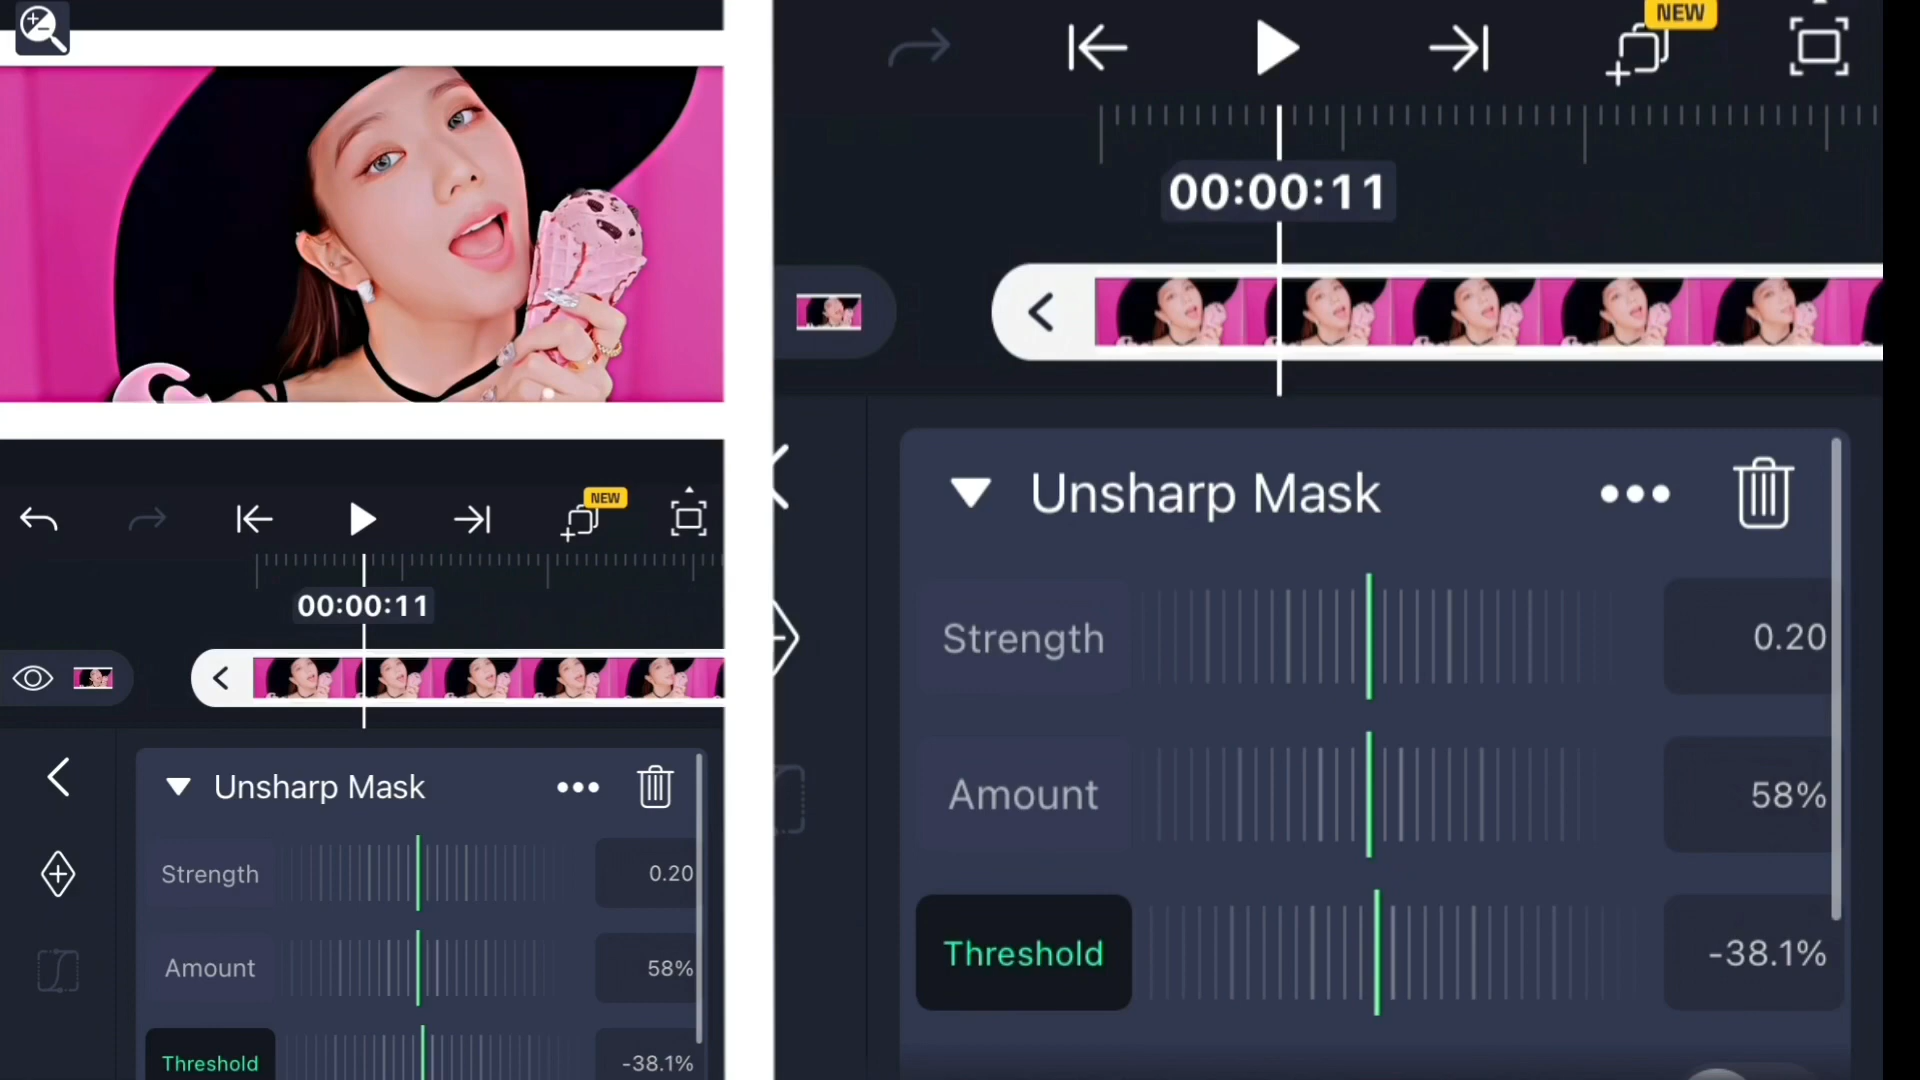 NEW
00:00:11
Unsharp Mask
Strength
0.20
Amount
58%
Threshold
-38.1%
NEW
00:00:11
Unsharp Mask
Strength
0.20
Amount
58%
Threshold
-38.1%